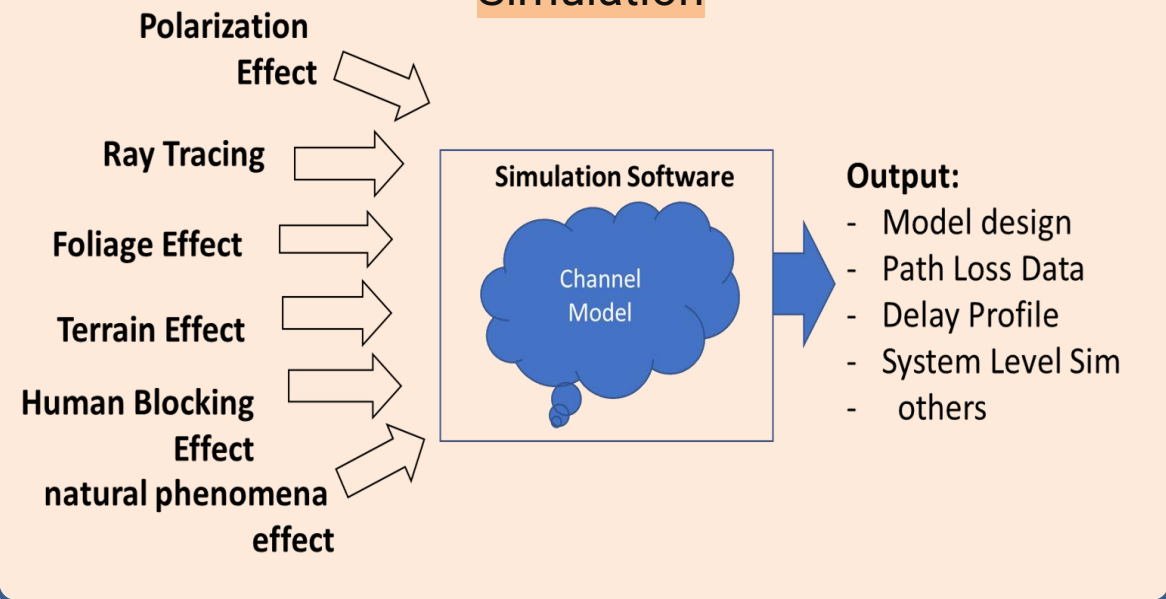 Simulation
Polarization
Effect
Ray Tracing
Foliage Effect
Terrain Effect
Human Blocking
Effect
natural phenomena
effect
Simulation Software
Channel
Model
Output:
- Model design
- Path Loss Data
- Delay Profile
- System Level Sim
- others